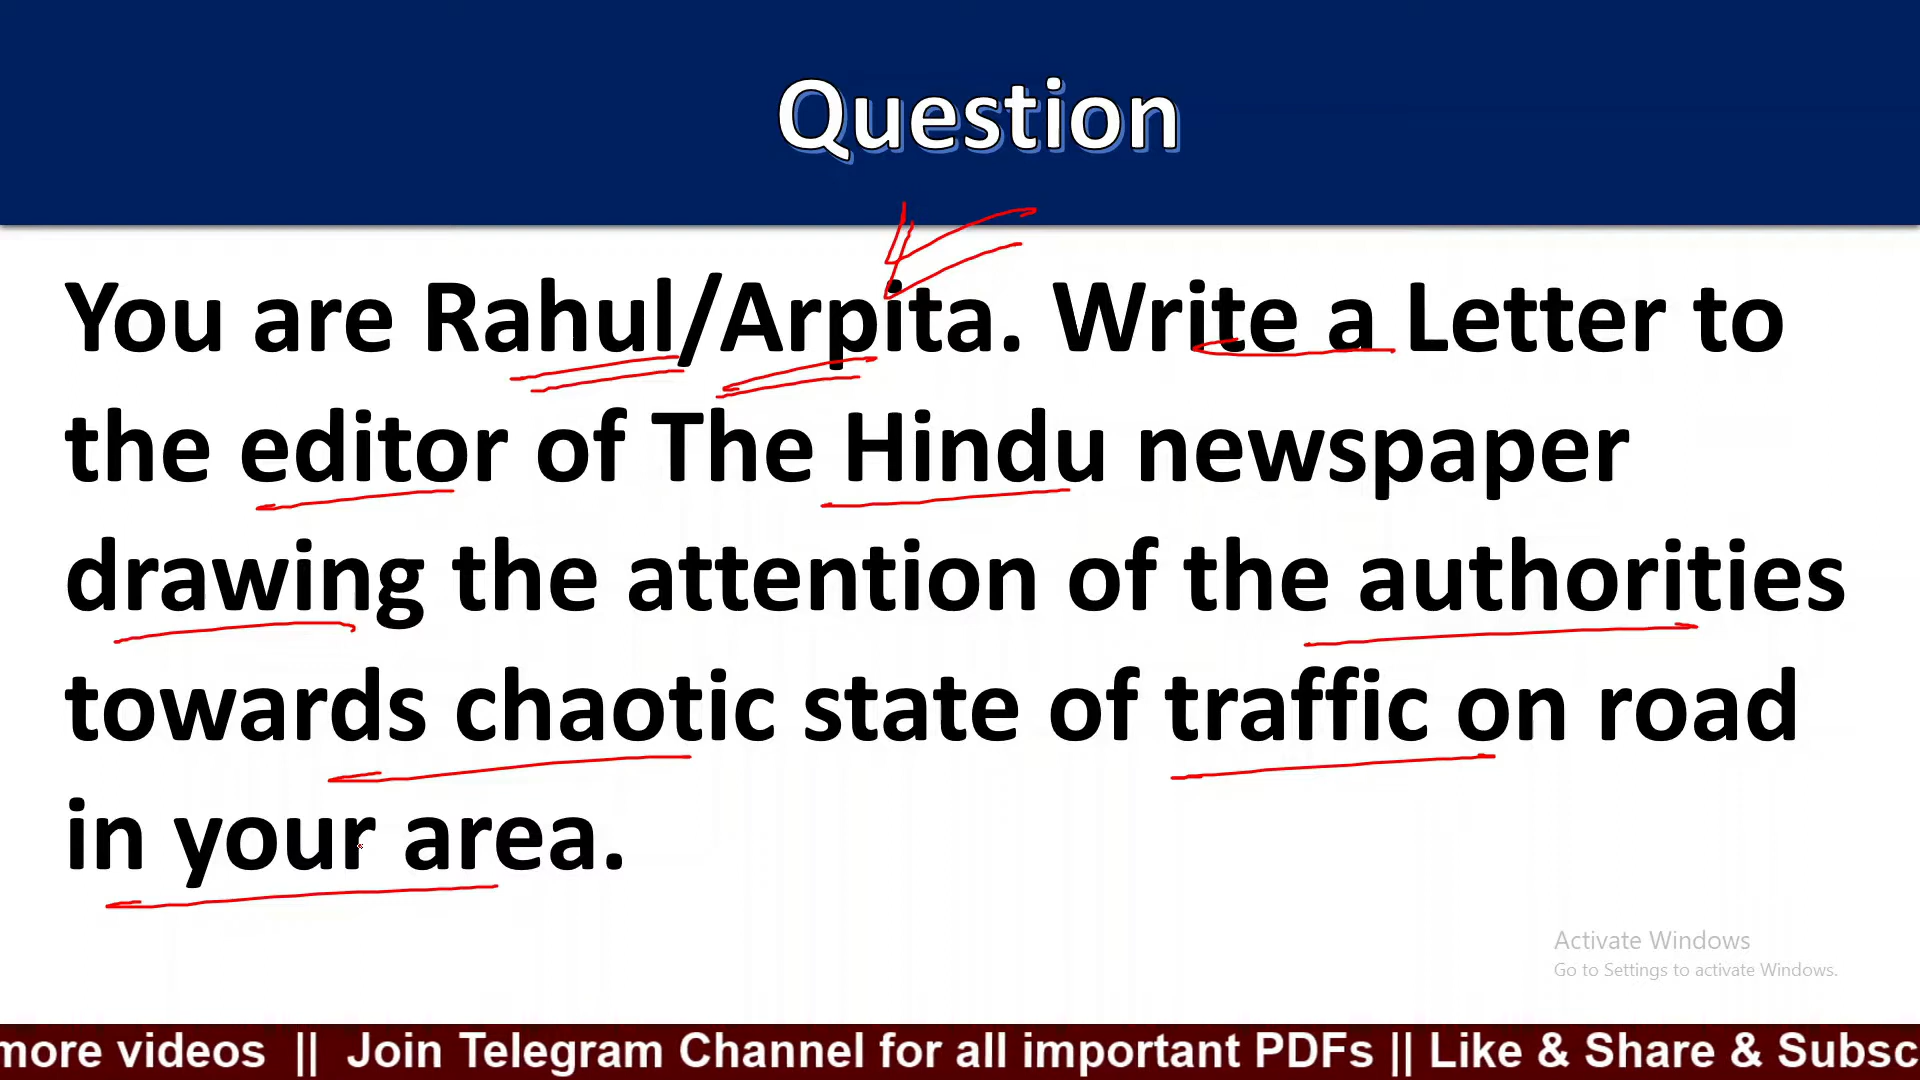 Question
You are Rahul/Arpita. Write a Letter to
the editor of The Hindu newspaper
drawing the attention of the authorities
towards chaotic state of traffic on road
in your area.
Activate Windows
Go to Settings to activate Windows.
more videos || Join Telegram Channel for all important PDFs || Like & Share & Subsc